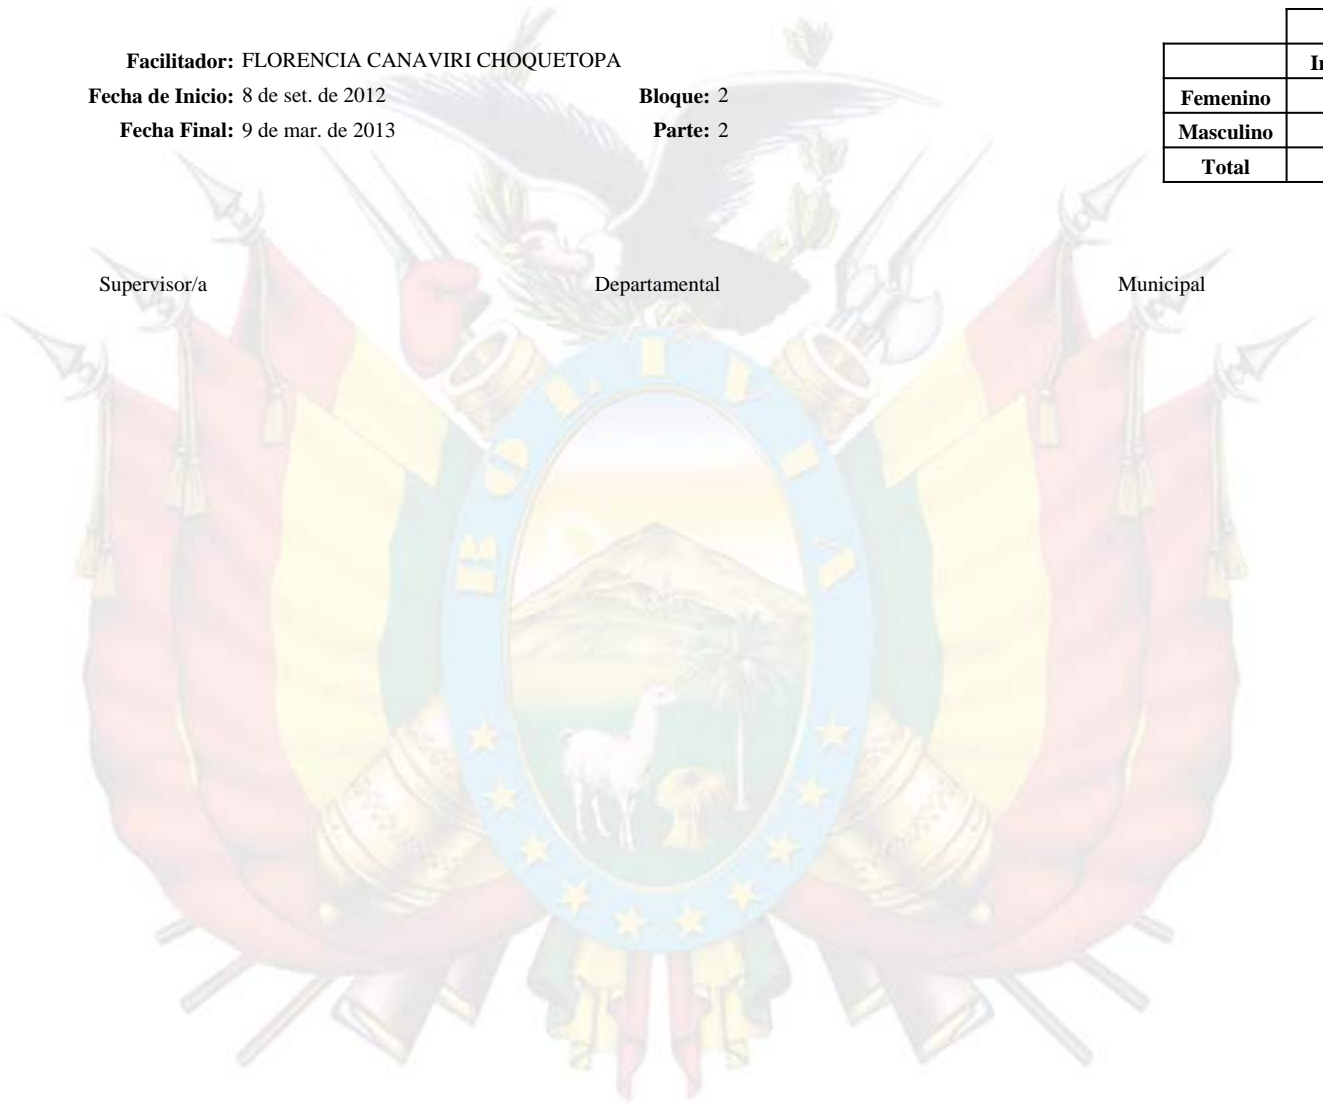 Facilitador: FLORENCIA CANAVIRI CHOQUETOPA
Fecha de Inicio: 8 de set. de 2012 Bloque: 2
Fecha Final: 9 de mar. de 2013 Parte: 2
Femenino
Masculino
Total
Supervisor/a Departamental Municipal
BOLIVIA